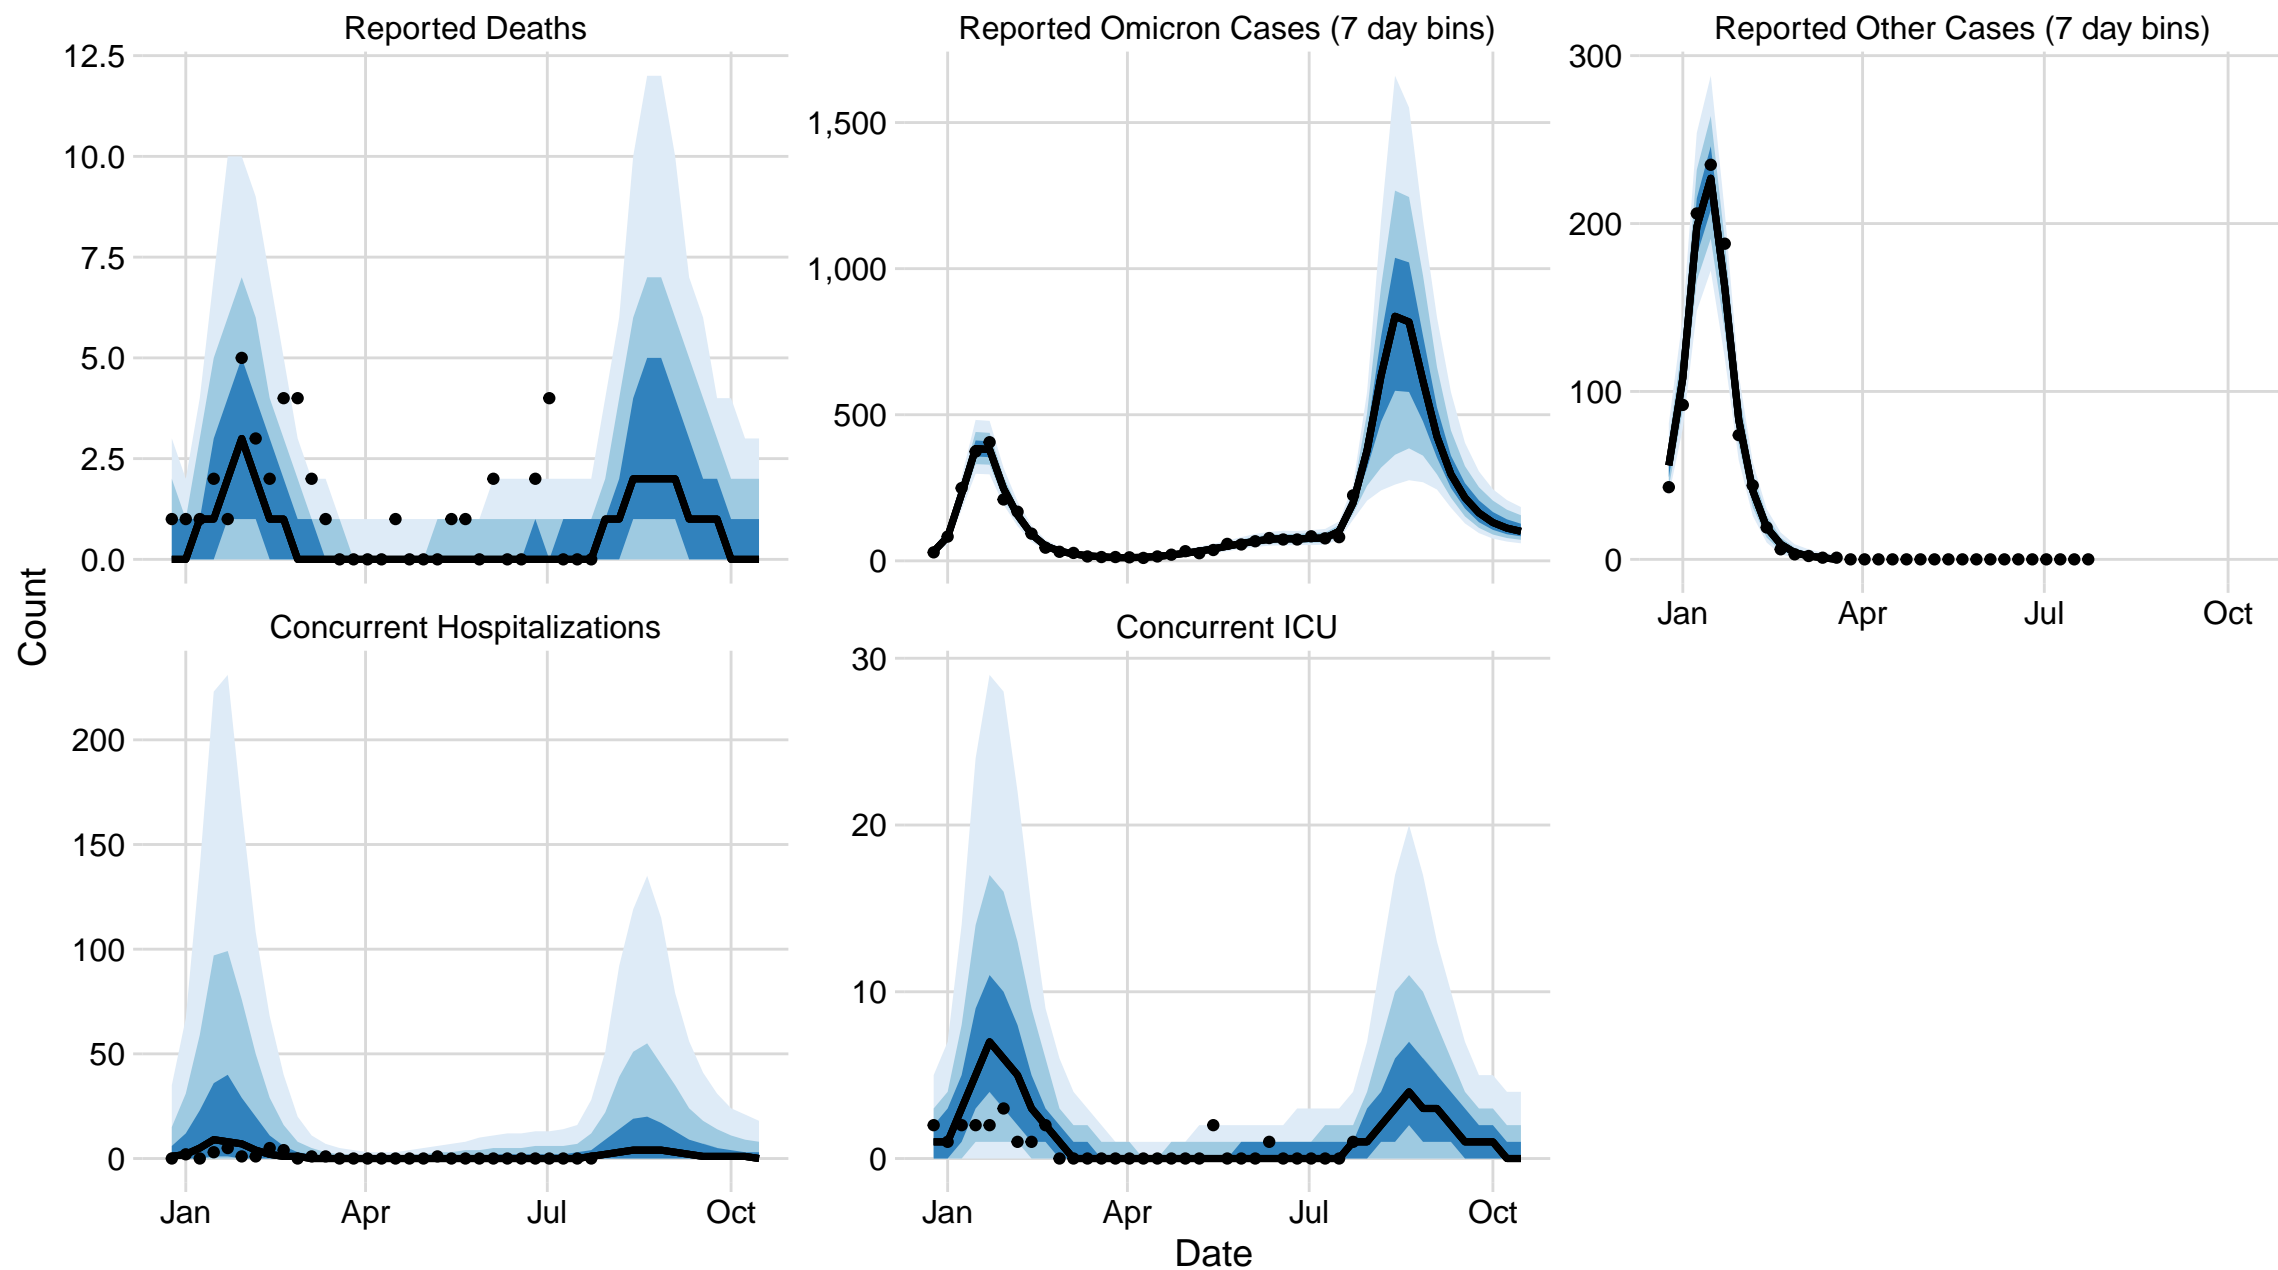 Reported Deaths
Reported Omicron Cases (7 day bins)
Reported Other Cases (7 day bins)
12.5
10.0
7.5
5.0
2.5
0.0
1,500
1,000
500
0
300
200
100
0
Jan Apr Jul Oct
Count
Concurrent Hospitalizations
Concurrent ICU
200
150
100
50
0
Jan Apr Jul Oct
30
20
10
0
Jan Apr Jul Oct
Date